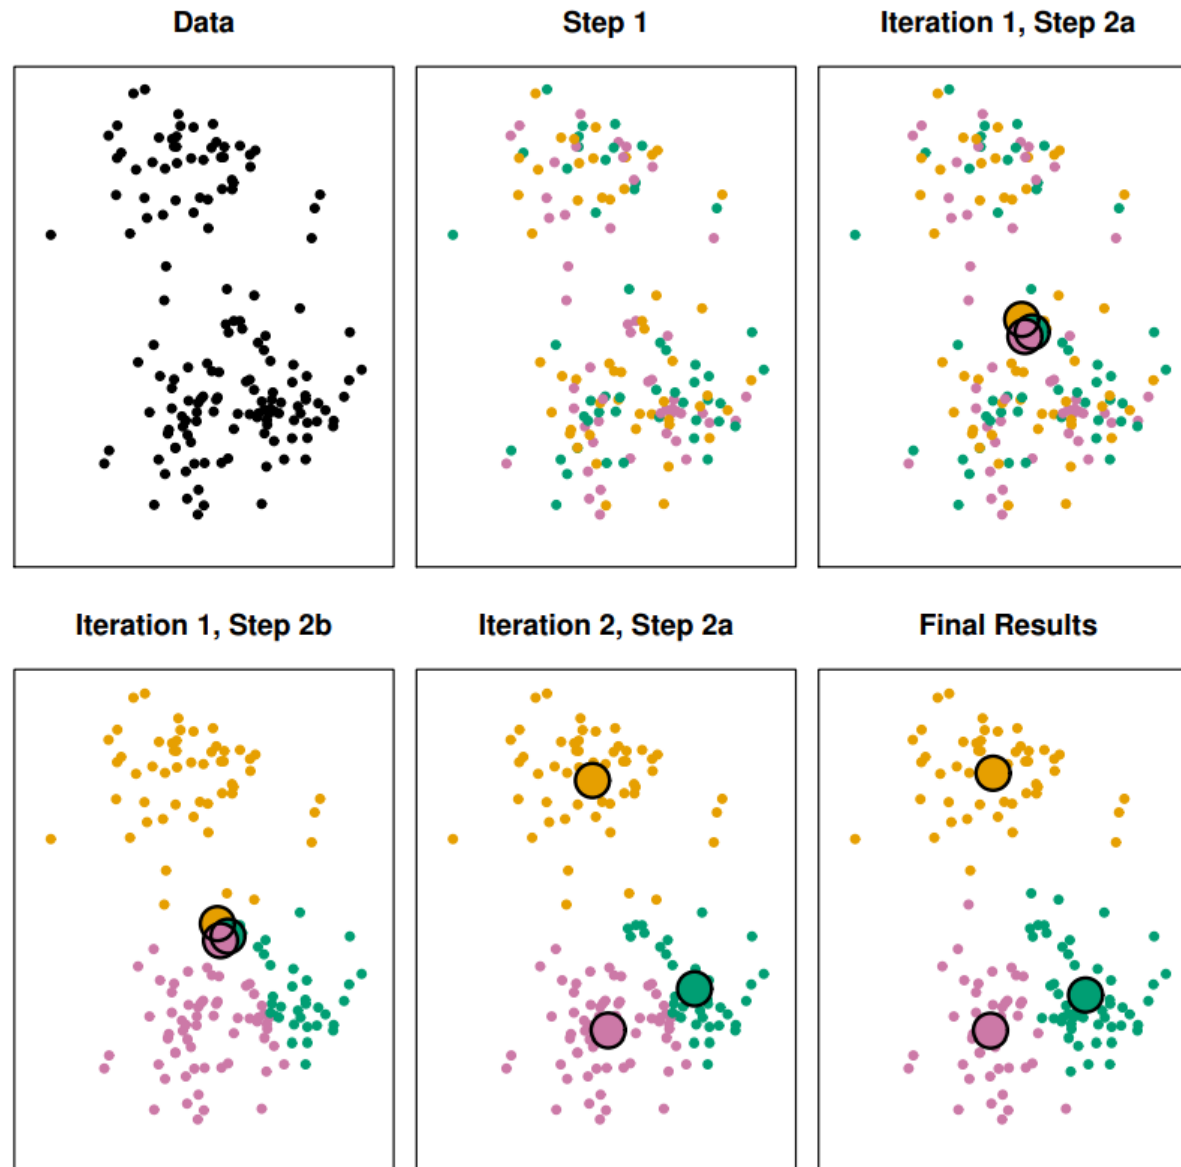 Data
Step 1
Iteration 1, Step 2a
Iteration 1, Step 2b
Iteration 2, Step 2a
Final Results